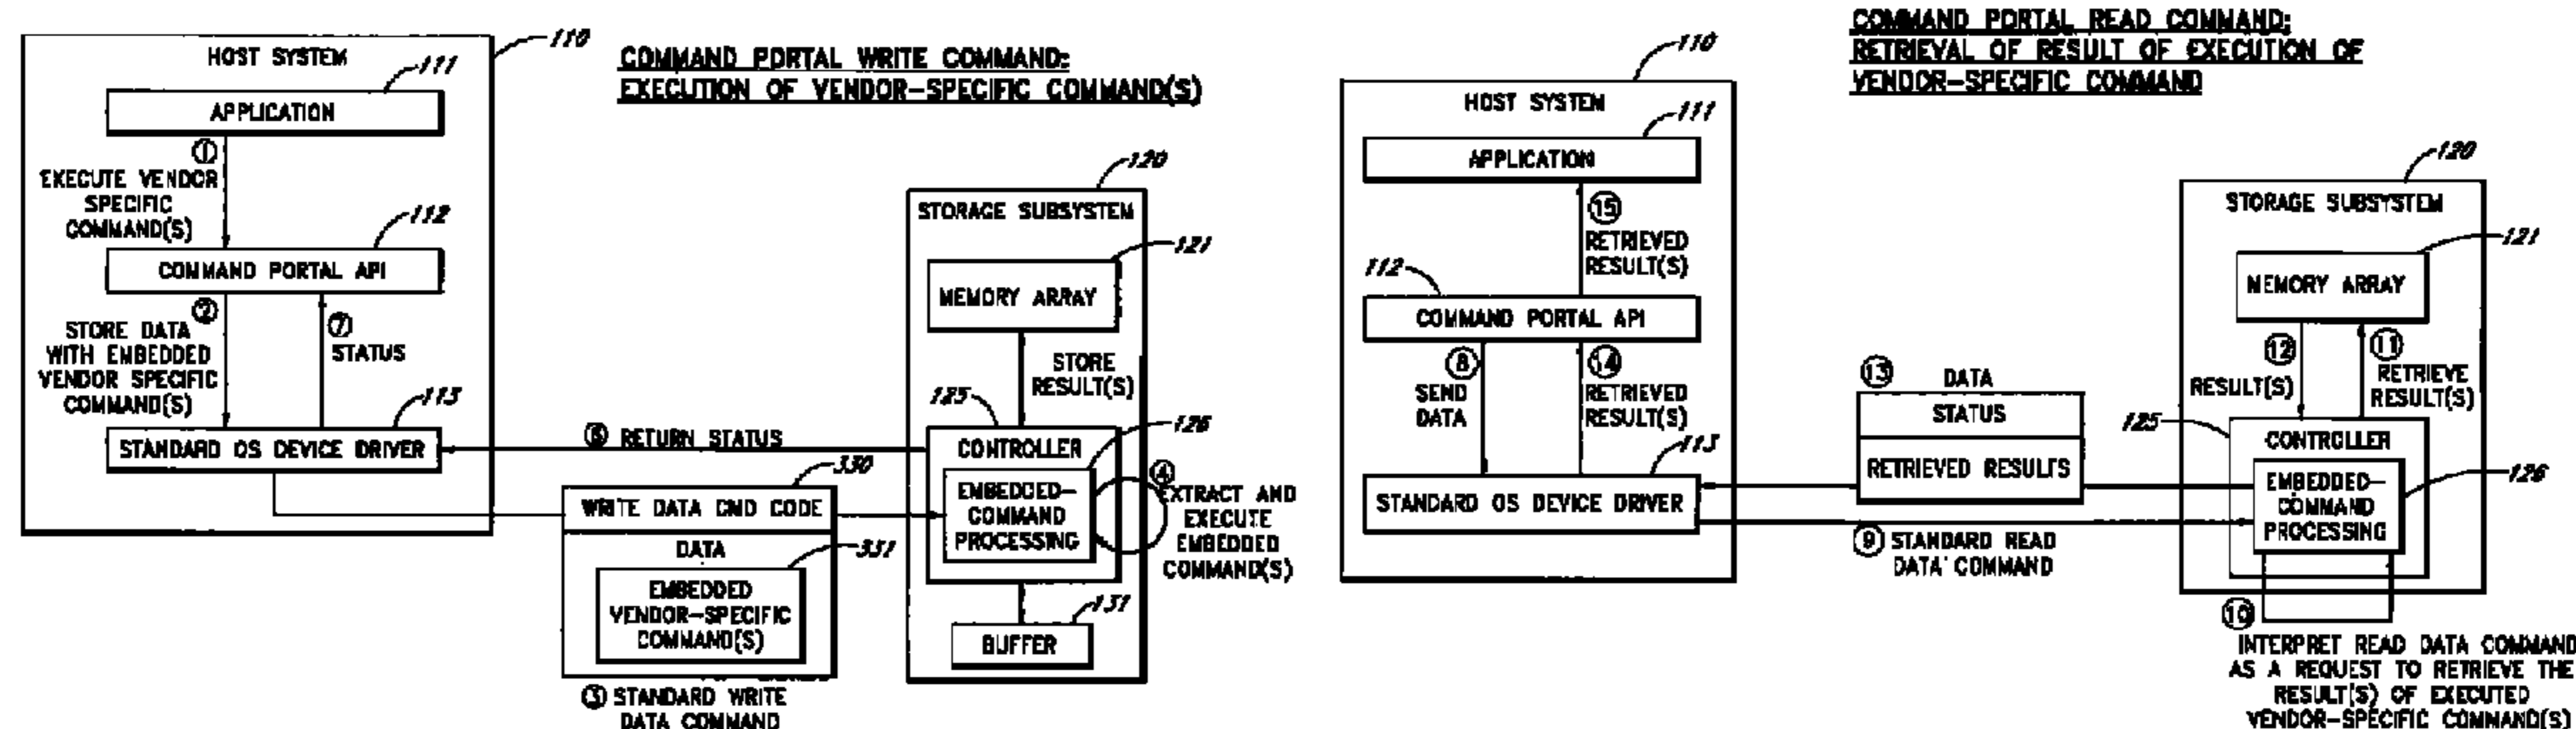 110
HOST SYSTEM
111
APPLICATION
①
EXECUTE VENDOR
SPECIFIC
COMMAND(S)
112
COMMAND PORTAL API
②
STORE DATA
WITH EMBEDDED
VENDOR SPECIFIC
COMMAND(S)
⑦
STATUS
113
STANDARD OS DEVICE DRIVER
COMMAND PORTAL WRITE COMMAND:
EXECUTION OF VENDOR-SPECIFIC COMMAND(S)
120
STORAGE SUBSYSTEM
121
MEMORY ARRAY
STORE
RESULT(S)
125
126
CONTROLLER
EMBEDDED-
COMMAND
PROCESSING
④
EXTRACT AND
EXECUTE
EMBEDDED
COMMAND(S)
131
BUFFER
RETURN STATUS
330
WRITE DATA CMD CODE
DATA
331
EMBEDDED
VENDOR-SPECIFIC
COMMAND(S)
③ STANDARD WRITE
DATA COMMAND
COMMAND PORTAL READ COMMAND:
RETRIEVAL OF RESULT OF EXECUTION OF
VENDOR-SPECIFIC COMMAND
110
HOST SYSTEM
111
APPLICATION
⑮
RETRIEVED
RESULT(S)
112
COMMAND PORTAL API
⑧
SEND
DATA
⑭
RETRIEVED
RESULT(S)
113
STANDARD OS DEVICE DRIVER
⑬ DATA
STATUS
RETRIEVED RESULTS
⑨ STANDARD READ
DATA COMMAND
120
STORAGE SUBSYSTEM
121
MEMORY ARRAY
⑫
RESULT(S)
⑪
RETRIEVE
RESULT(S)
125
CONTROLLER
126
EMBEDDED-
COMMAND
PROCESSING
⑩
INTERPRET READ DATA COMMAND
AS A REQUEST TO RETRIEVE THE
RESULT(S) OF EXECUTED
VENDOR-SPECIFIC COMMAND(S)